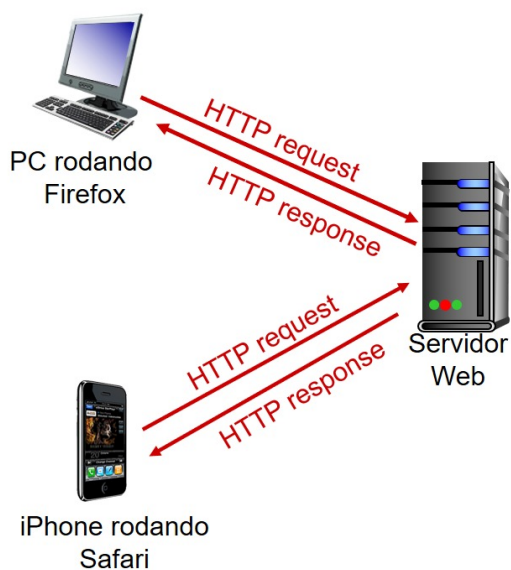 HTTP request
HTTP response
PC rodando
Firefox
HTTP request
HTTP response
Servidor
Web
iPhone rodando
Safari